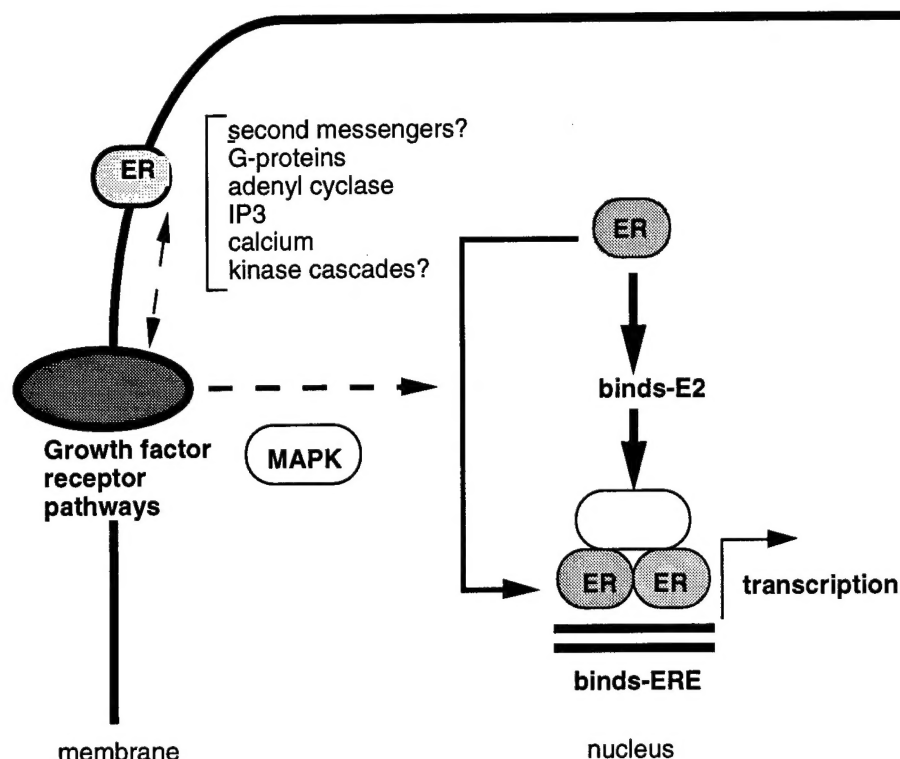 second messengers?
G-proteins
adenyl cyclase
IP3
calcium
kinase cascades?
ER
ER
binds-E2
Growth factor
receptor
pathways
MAPK
ER
ER
transcription
binds-ERE
membrane
nucleus